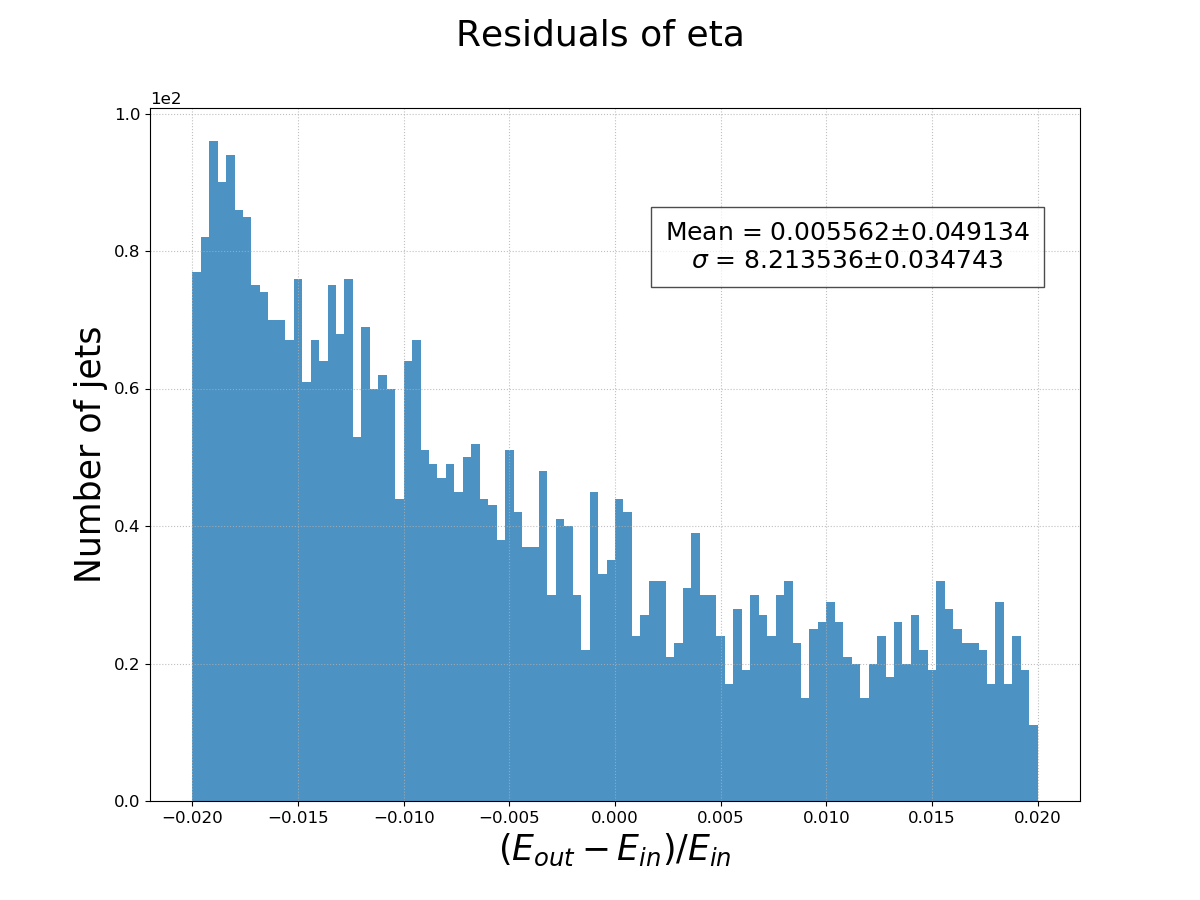 Residuals of eta
1e2
1.0
0.8
0.6
0.4
0.2
0.0
Number of jets
Mean = 0.005562±0.049134
σ = 8.213536±0.034743
−0.020 −0.015 −0.010 −0.005 0.000 0.005 0.010 0.015 0.020
(E_out − E_in)/E_in